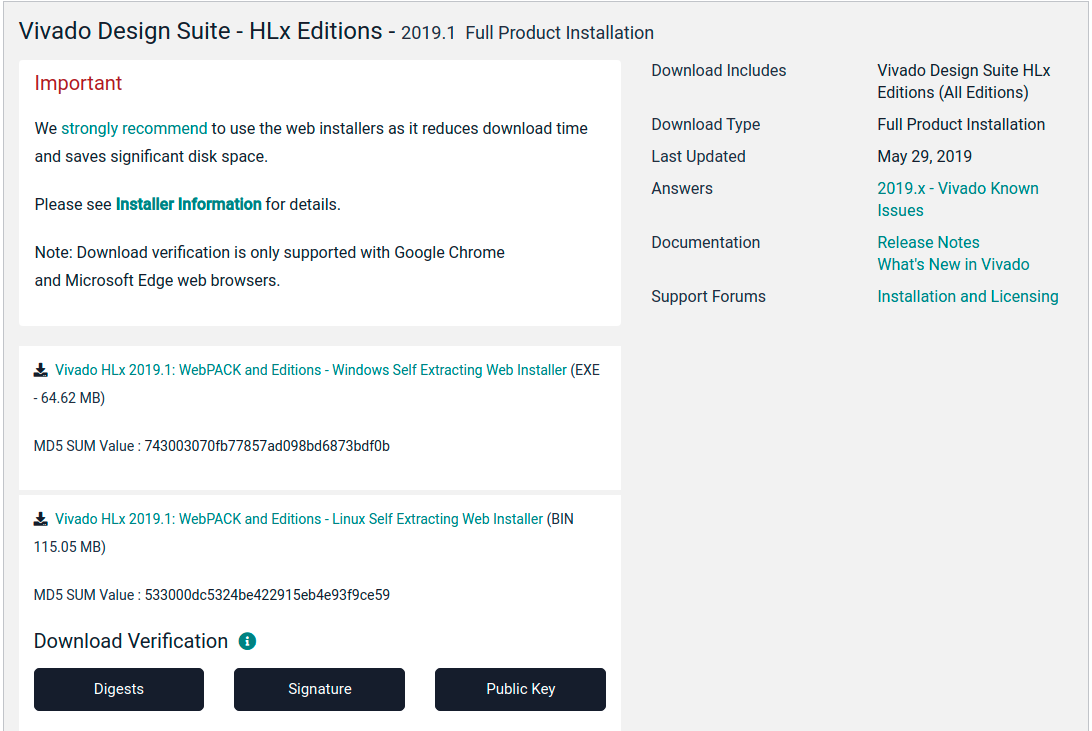 Vivado Design Suite - HLx Editions - 2019.1 Full Product Installation
Important
We strongly recommend to use the web installers as it reduces download time
and saves significant disk space.
Please see Installer Information for details.
Note: Download verification is only supported with Google Chrome
and Microsoft Edge web browsers.
Vivado HLx 2019.1: WebPACK and Editions - Windows Self Extracting Web Installer (EXE
- 64.62 MB)
MD5 SUM Value : 743003070fb77857ad098bd6873bdf0b
Vivado HLx 2019.1: WebPACK and Editions - Linux Self Extracting Web Installer (BIN
115.05 MB)
MD5 SUM Value : 533000dc5324be422915eb4e93f9ce59
Download Verification
Digests
Signature
Public Key
Download Includes
Vivado Design Suite HLx
Editions (All Editions)
Download Type
Full Product Installation
Last Updated
May 29, 2019
Answers
2019.x - Vivado Known
Issues
Documentation
Release Notes
What's New in Vivado
Support Forums
Installation and Licensing